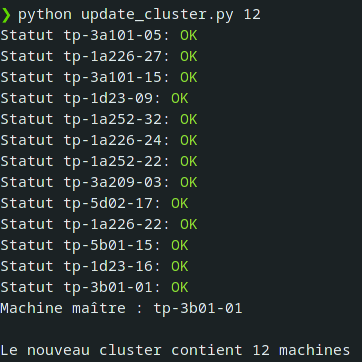 ❯ python update_cluster.py 12
Statut tp-3a101-05: OK
Statut tp-1a226-24: OK
Statut tp-3a101-15: OK
Statut tp-1d23-09: OK
Statut tp-1a252-32: OK
Statut tp-1a226-27: OK
Statut tp-1a252-22: OK
Statut tp-3a209-03: OK
Statut tp-5d02-17: OK
Statut tp-1a226-22: OK
Statut tp-5b01-15: OK
Statut tp-1d23-16: OK
Statut tp-3b01-01: OK
Machine maître : tp-3b01-01
Le nouveau cluster contient 12 machines